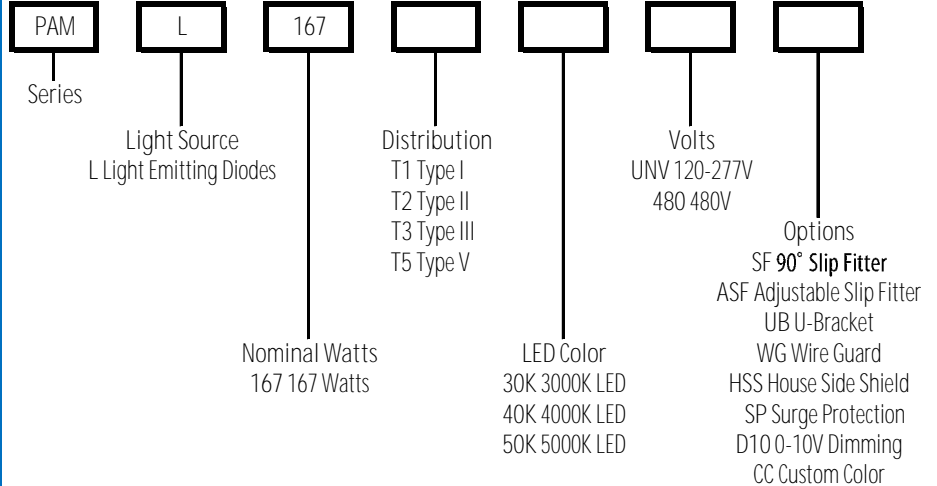 PAM L 167
Series
Light Source
L Light Emitting Diodes
Nominal Watts
167 167 Watts
Distribution
T1 Type I
T2 Type II
T3 Type III
T5 Type V
LED Color
30K 3000K LED
40K 4000K LED
50K 5000K LED
Volts
UNV 120-277V
480 480V
Options
SF 90° Slip Fitter
ASF Adjustable Slip Fitter
UB U-Bracket
WG Wire Guard
HSS House Side Shield
SP Surge Protection
D10 0-10V Dimming
CC Custom Color